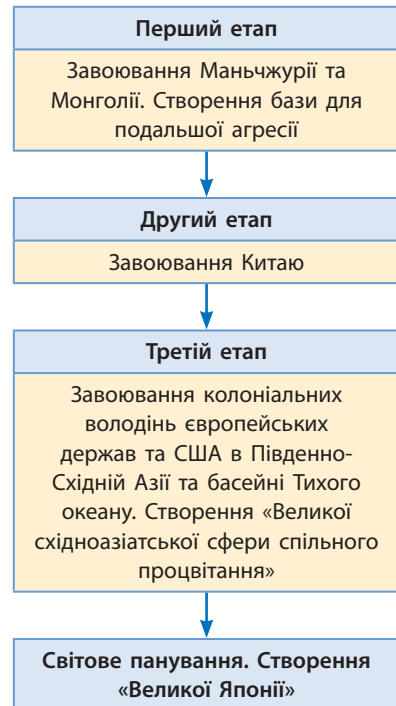 Перший етап
Завоювання Маньчжурії та
Монголії. Створення бази для
подальшої агресії
Другий етап
Завоювання Китаю
Третій етап
Завоювання колоніальних
володінь європейських
держав та США в Південно-
Східній Азії та басейні Тихого
океану. Створення «Великої
східноазіатської сфери спільного
процвітання»
Світове панування. Створення
«Великої Японії»